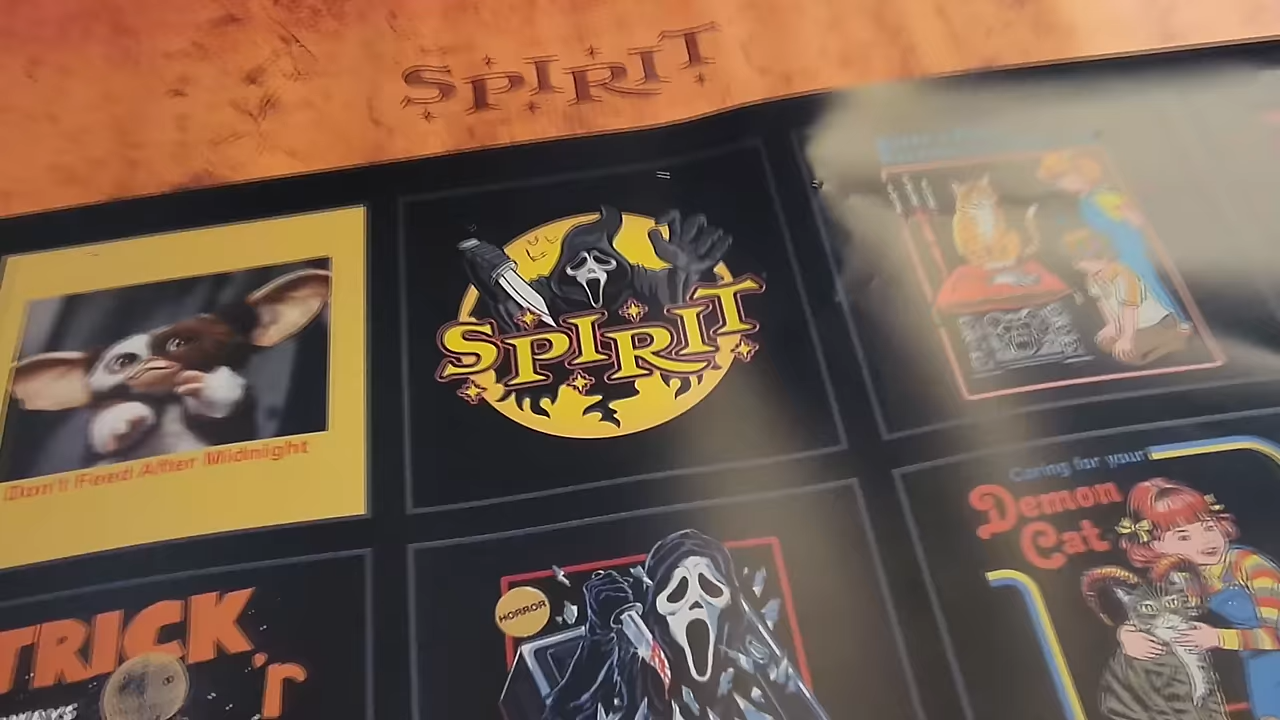 SPIRIT
SPIRIT
Don't Feed After Midnight
Caring for your
Demon
Cat
HORROR
TRICK
'r